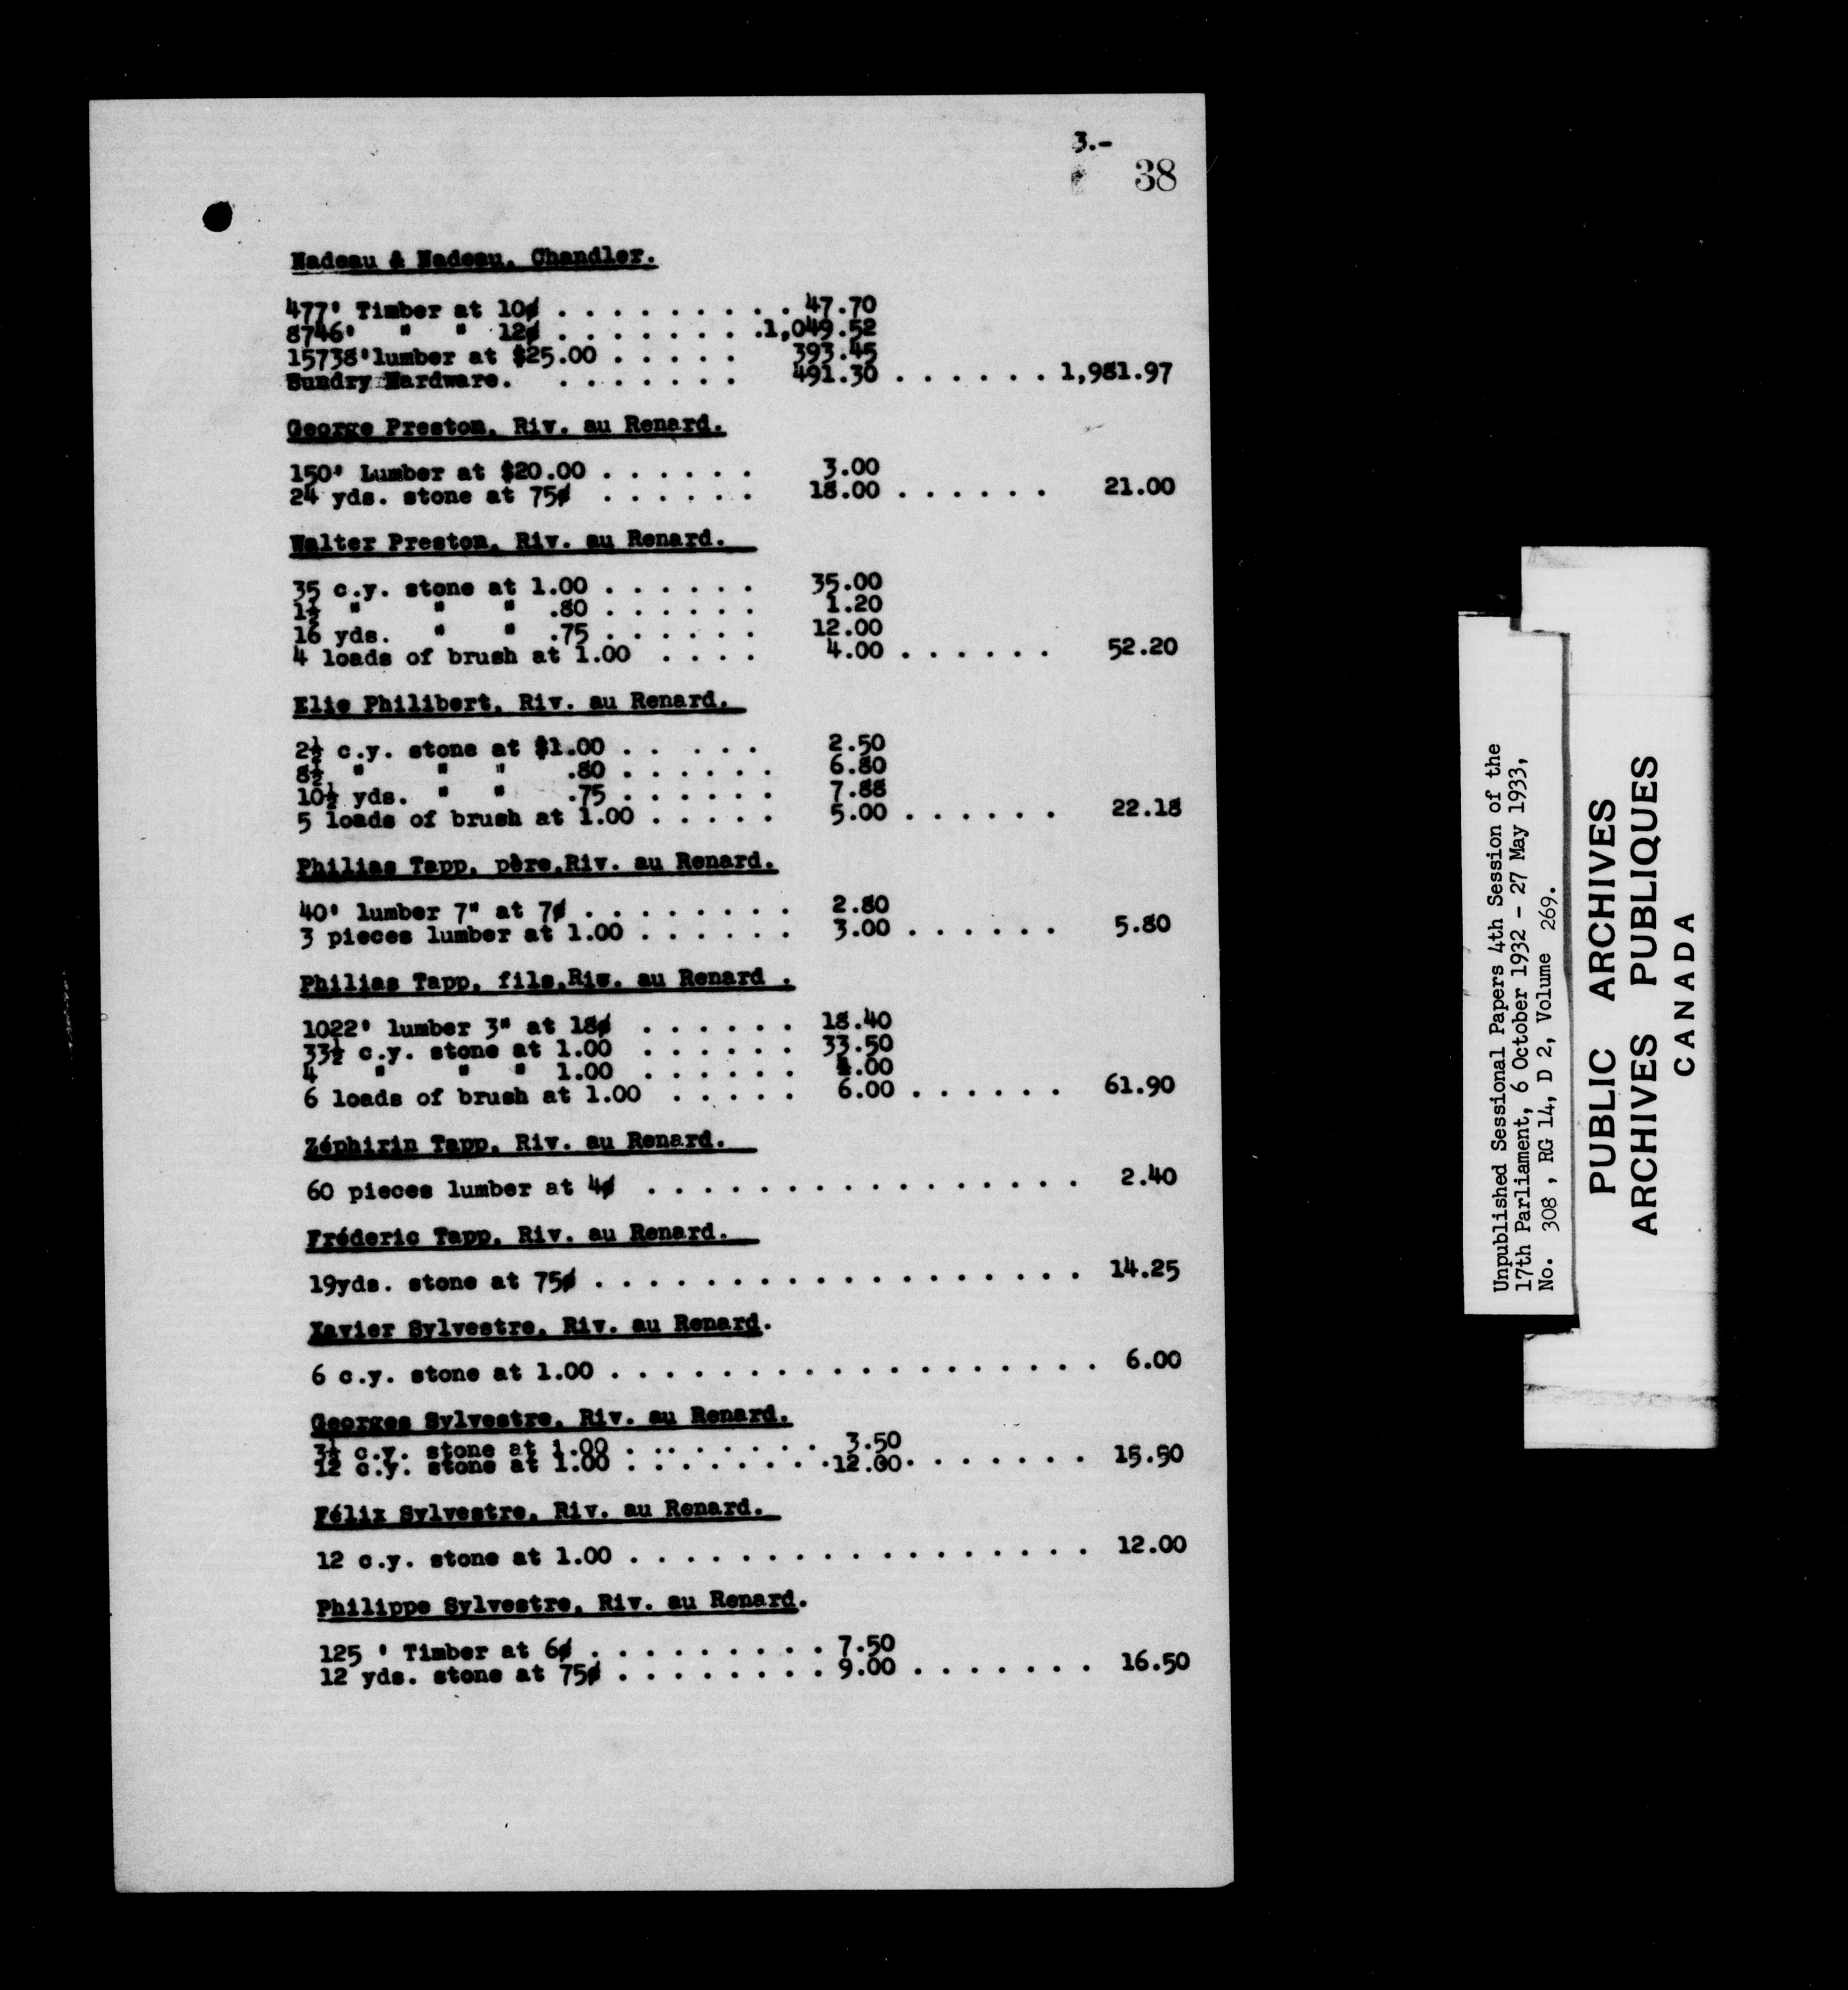 3.-
38
Nadeau & Nadeau, Chandler.
477' Timber at 10¢ . . . . . . . . . 47.70
8746' " " 12¢ . . . . . . . .1,049.52
15738'lumber at $25.00 . . . . . 393.45
Sundry Hardware. . . . . . . . 491.30 . . . . . . 1,981.97
George Preston, Riv. au Renard.
150' Lumber at $20.00 . . . . . . 3.00
24 yds. stone at 75¢ . . . . . . 18.00 . . . . . . 21.00
Walter Preston, Riv. au Renard.
35 c.y. stone at 1.00 . . . . . . 35.00
1½ " " " .80 . . . . . . 1.20
16 yds. " " .75 . . . . . . 12.00
4 loads of brush at 1.00 . . . . 4.00 . . . . . . 52.20
Elie Philibert, Riv. au Renard.
2½ c.y. stone at $1.00 . . . . . 2.50
8½ " " " .80 . . . . . . 6.80
10½ yds. " " .75 . . . . . . 7.88
5 loads of brush at 1.00 . . . . . 5.00 . . . . . . 22.18
Philias Tapp, père,Riv. au Renard.
40' lumber 7" at 7¢ . . . . . . . . 2.80
3 pieces lumber at 1.00 . . . . . . 3.00 . . . . . . 5.80
Philias Tapp, fils,Riv. au Renard .
1022' lumber 3" at 18¢ . . . . . . 18.40
33½ c.y. stone at 1.00 . . . . . . 33.50
4 " " " 1.00 . . . . . . 4.00
6 loads of brush at 1.00 . . . . . 6.00 . . . . . . 61.90
Zéphirin Tapp, Riv. au Renard.
60 pieces lumber at 4¢ . . . . . . . . . . . . . . . . 2.40
Fréderic Tapp, Riv. au Renard.
19yds. stone at 75¢ . . . . . . . . . . . . . . . . . . 14.25
Xavier Sylvestre, Riv. au Renard.
6 c.y. stone at 1.00 . . . . . . . . . . . . . . . . . . 6.00
Georges Sylvestre, Riv. au Renard.
3½ c.y. stone at 1.00 . . . . . . . . 3.50
12 c.y. stone at 1.00 . . . . . . . .12.00. . . . . . . 15.50
Félix Sylvestre, Riv. au Renard.
12 c.y. stone at 1.00 . . . . . . . . . . . . . . . . . 12.00
Philippe Sylvestre, Riv. au Renard.
125 ' Timber at 6¢ . . . . . . . . . 7.50
12 yds. stone at 75¢ . . . . . . . . 9.00 . . . . . . . 16.50
Unpublished Sessional Papers 4th Session of the
17th Parliament, 6 October 1932 - 27 May 1933,
No. 308 , RG 14, D 2, Volume 269.
PUBLIC ARCHIVES
ARCHIVES PUBLIQUES
CANADA